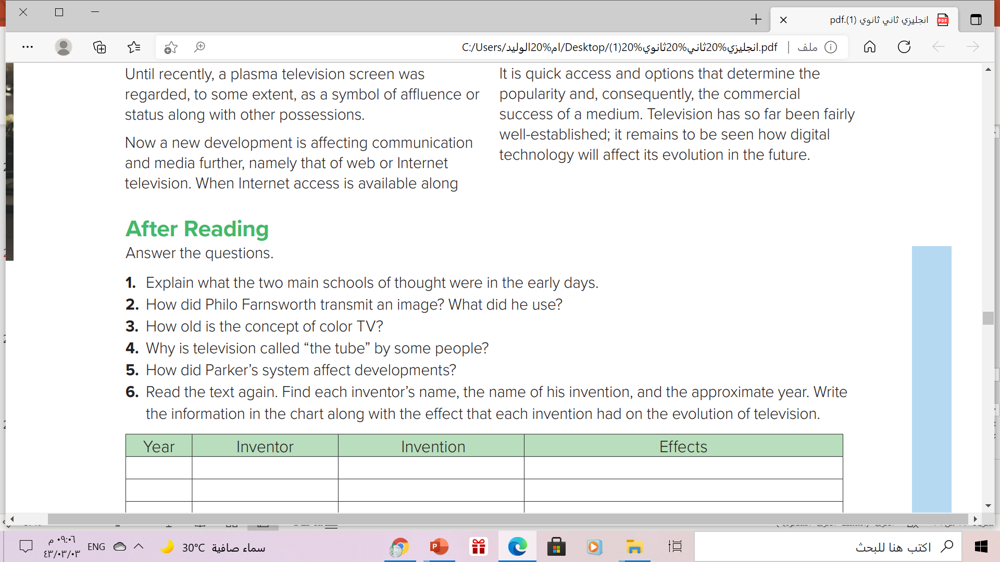 انجليزي ثاني ثانوي (1).pdf
ملف
C:/Users/ام%20الوليد/Desktop/انجليزي%20ثاني%20ثانوي%20(1).pdf
Until recently, a plasma television screen was
regarded, to some extent, as a symbol of affluence or
status along with other possessions.
Now a new development is affecting communication
and media further, namely that of web or Internet
television. When Internet access is available along
It is quick access and options that determine the
popularity and, consequently, the commercial
success of a medium. Television has so far been fairly
well-established; it remains to be seen how digital
technology will affect its evolution in the future.
After Reading
Answer the questions.
1. Explain what the two main schools of thought were in the early days.
2. How did Philo Farnsworth transmit an image? What did he use?
3. How old is the concept of color TV?
4. Why is television called “the tube” by some people?
5. How did Parker’s system affect developments?
6. Read the text again. Find each inventor’s name, the name of his invention, and the approximate year. Write
the information in the chart along with the effect that each invention had on the evolution of television.
Year Inventor Invention Effects
اكتب هنا للبحث
سماء صافية 30°C
ENG
٠٩:٠٦ م
٤٣/٠٣/٠٣